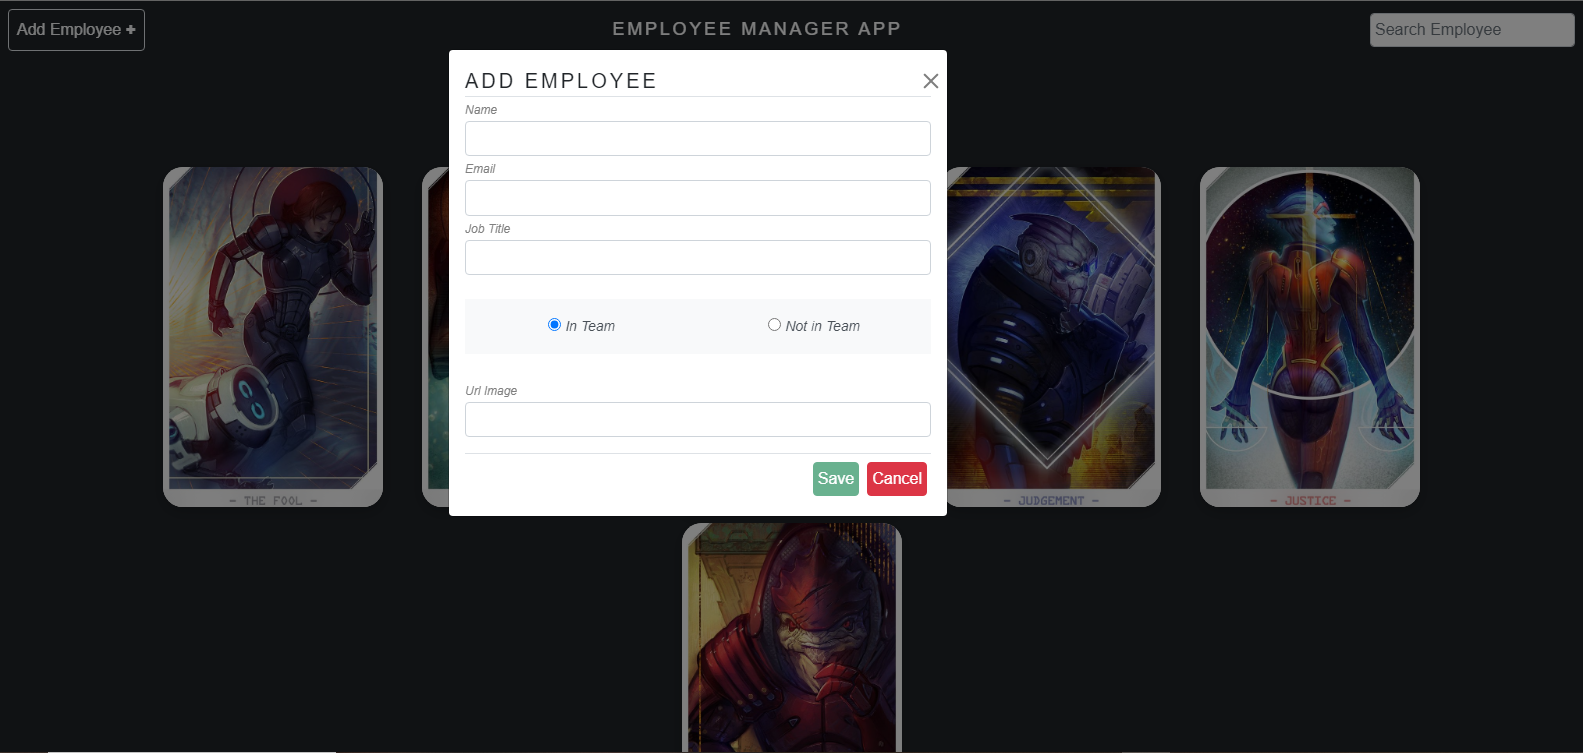 Add Employee +
EMPLOYEE MANAGER APP
Search Employee
ADD EMPLOYEE
Name
Email
Job Title
In Team
Not in Team
Url Image
Save
Cancel
- THE FOOL -
- JUDGEMENT -
- JUSTICE -